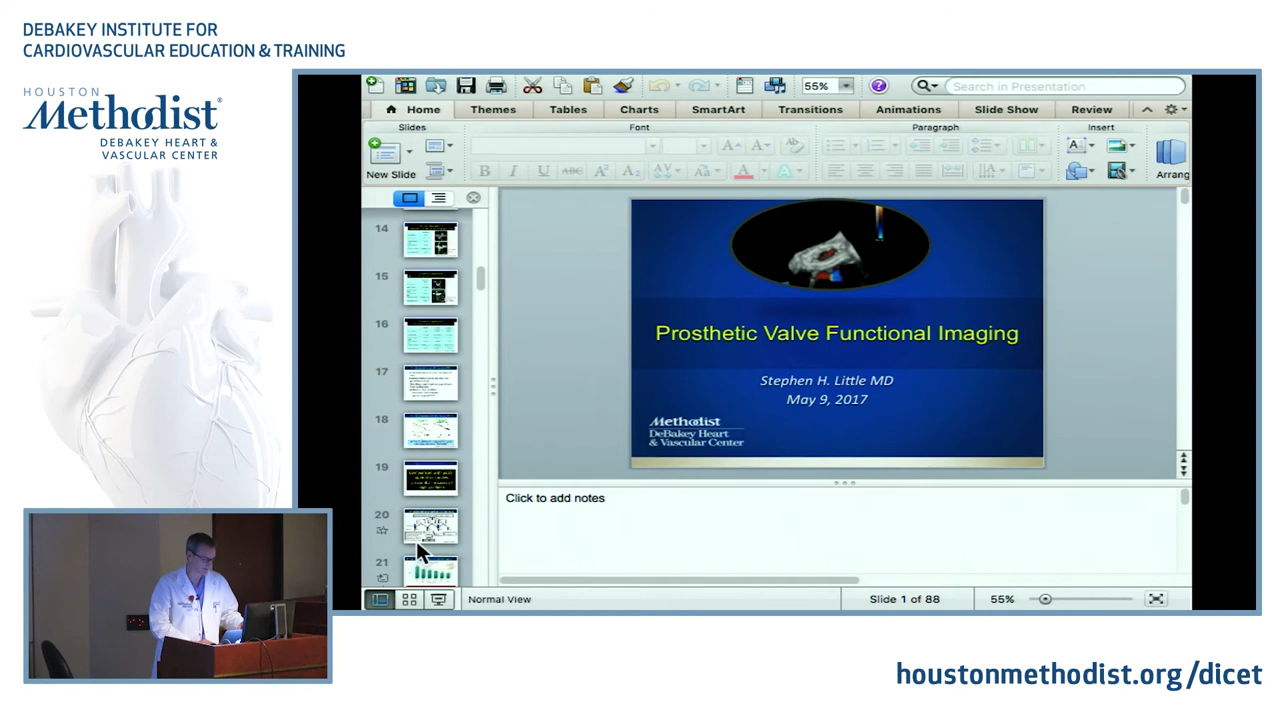 DEBAKEY INSTITUTE FOR
CARDIOVASCULAR EDUCATION & TRAINING
HOUSTON
Methodist®
DEBAKEY HEART &
VASCULAR CENTER
55%
Search in Presentation
Home
Themes
Tables
Charts
SmartArt
Transitions
Animations
Slide Show
Review
Slides
Font
Paragraph
Insert
New Slide
Arrang
14
15
16
17
18
19
20
21
Prosthetic Valve Functional Imaging
Stephen H. Little MD
May 9, 2017
Methodist
DeBakey Heart
& Vascular Center
Click to add notes
Normal View
Slide 1 of 88
55%
houstonmethodist.org/dicet